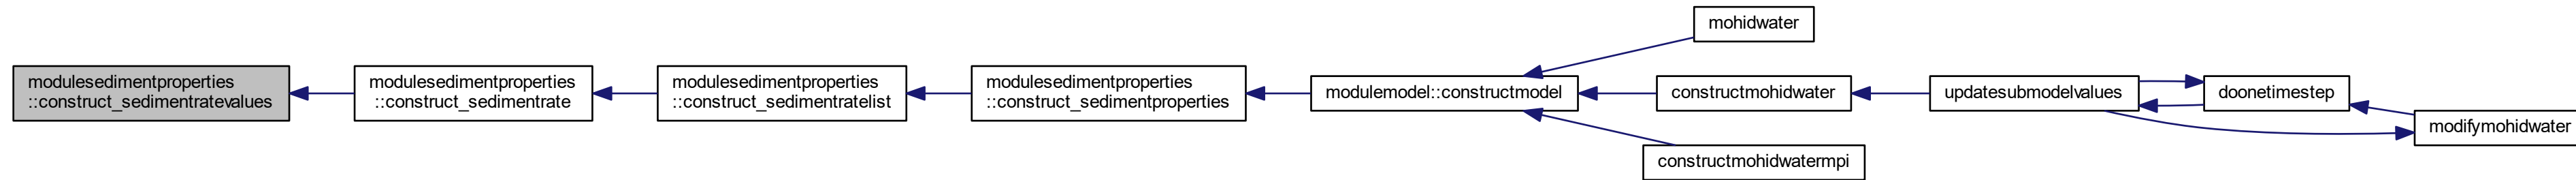 modulesedimentproperties
::construct_sedimentratevalues
modulesedimentproperties
::construct_sedimentrate
modulesedimentproperties
::construct_sedimentratelist
modulesedimentproperties
::construct_sedimentproperties
modulemodel::constructmodel
mohidwater
constructmohidwater
constructmohidwatermpi
updatesubmodelvalues
doonetimestep
modifymohidwater